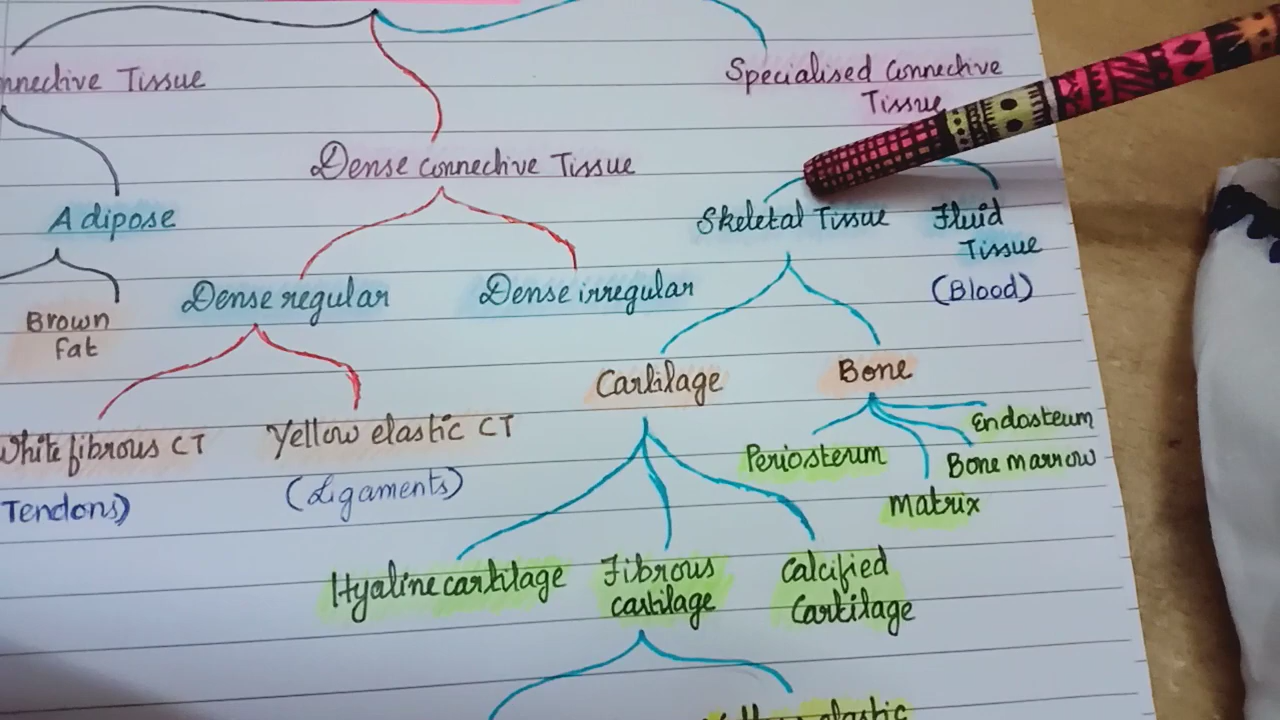 Tissue
Specialised Connective
Tissue
Dense connective Tissue
Adipose
Skeletal Tissue
Fluid
Tissue
(Blood)
Dense regular
Dense irregular
Brown
fat
Cartilage
Bone
White fibrous CT
Yellow elastic CT
Endosteum
Periosteum
Bone marrow
Tendons)
(Ligaments)
Matrix
Hyaline cartilage
Fibrous
cartilage
Calcified
Cartilage
elastic